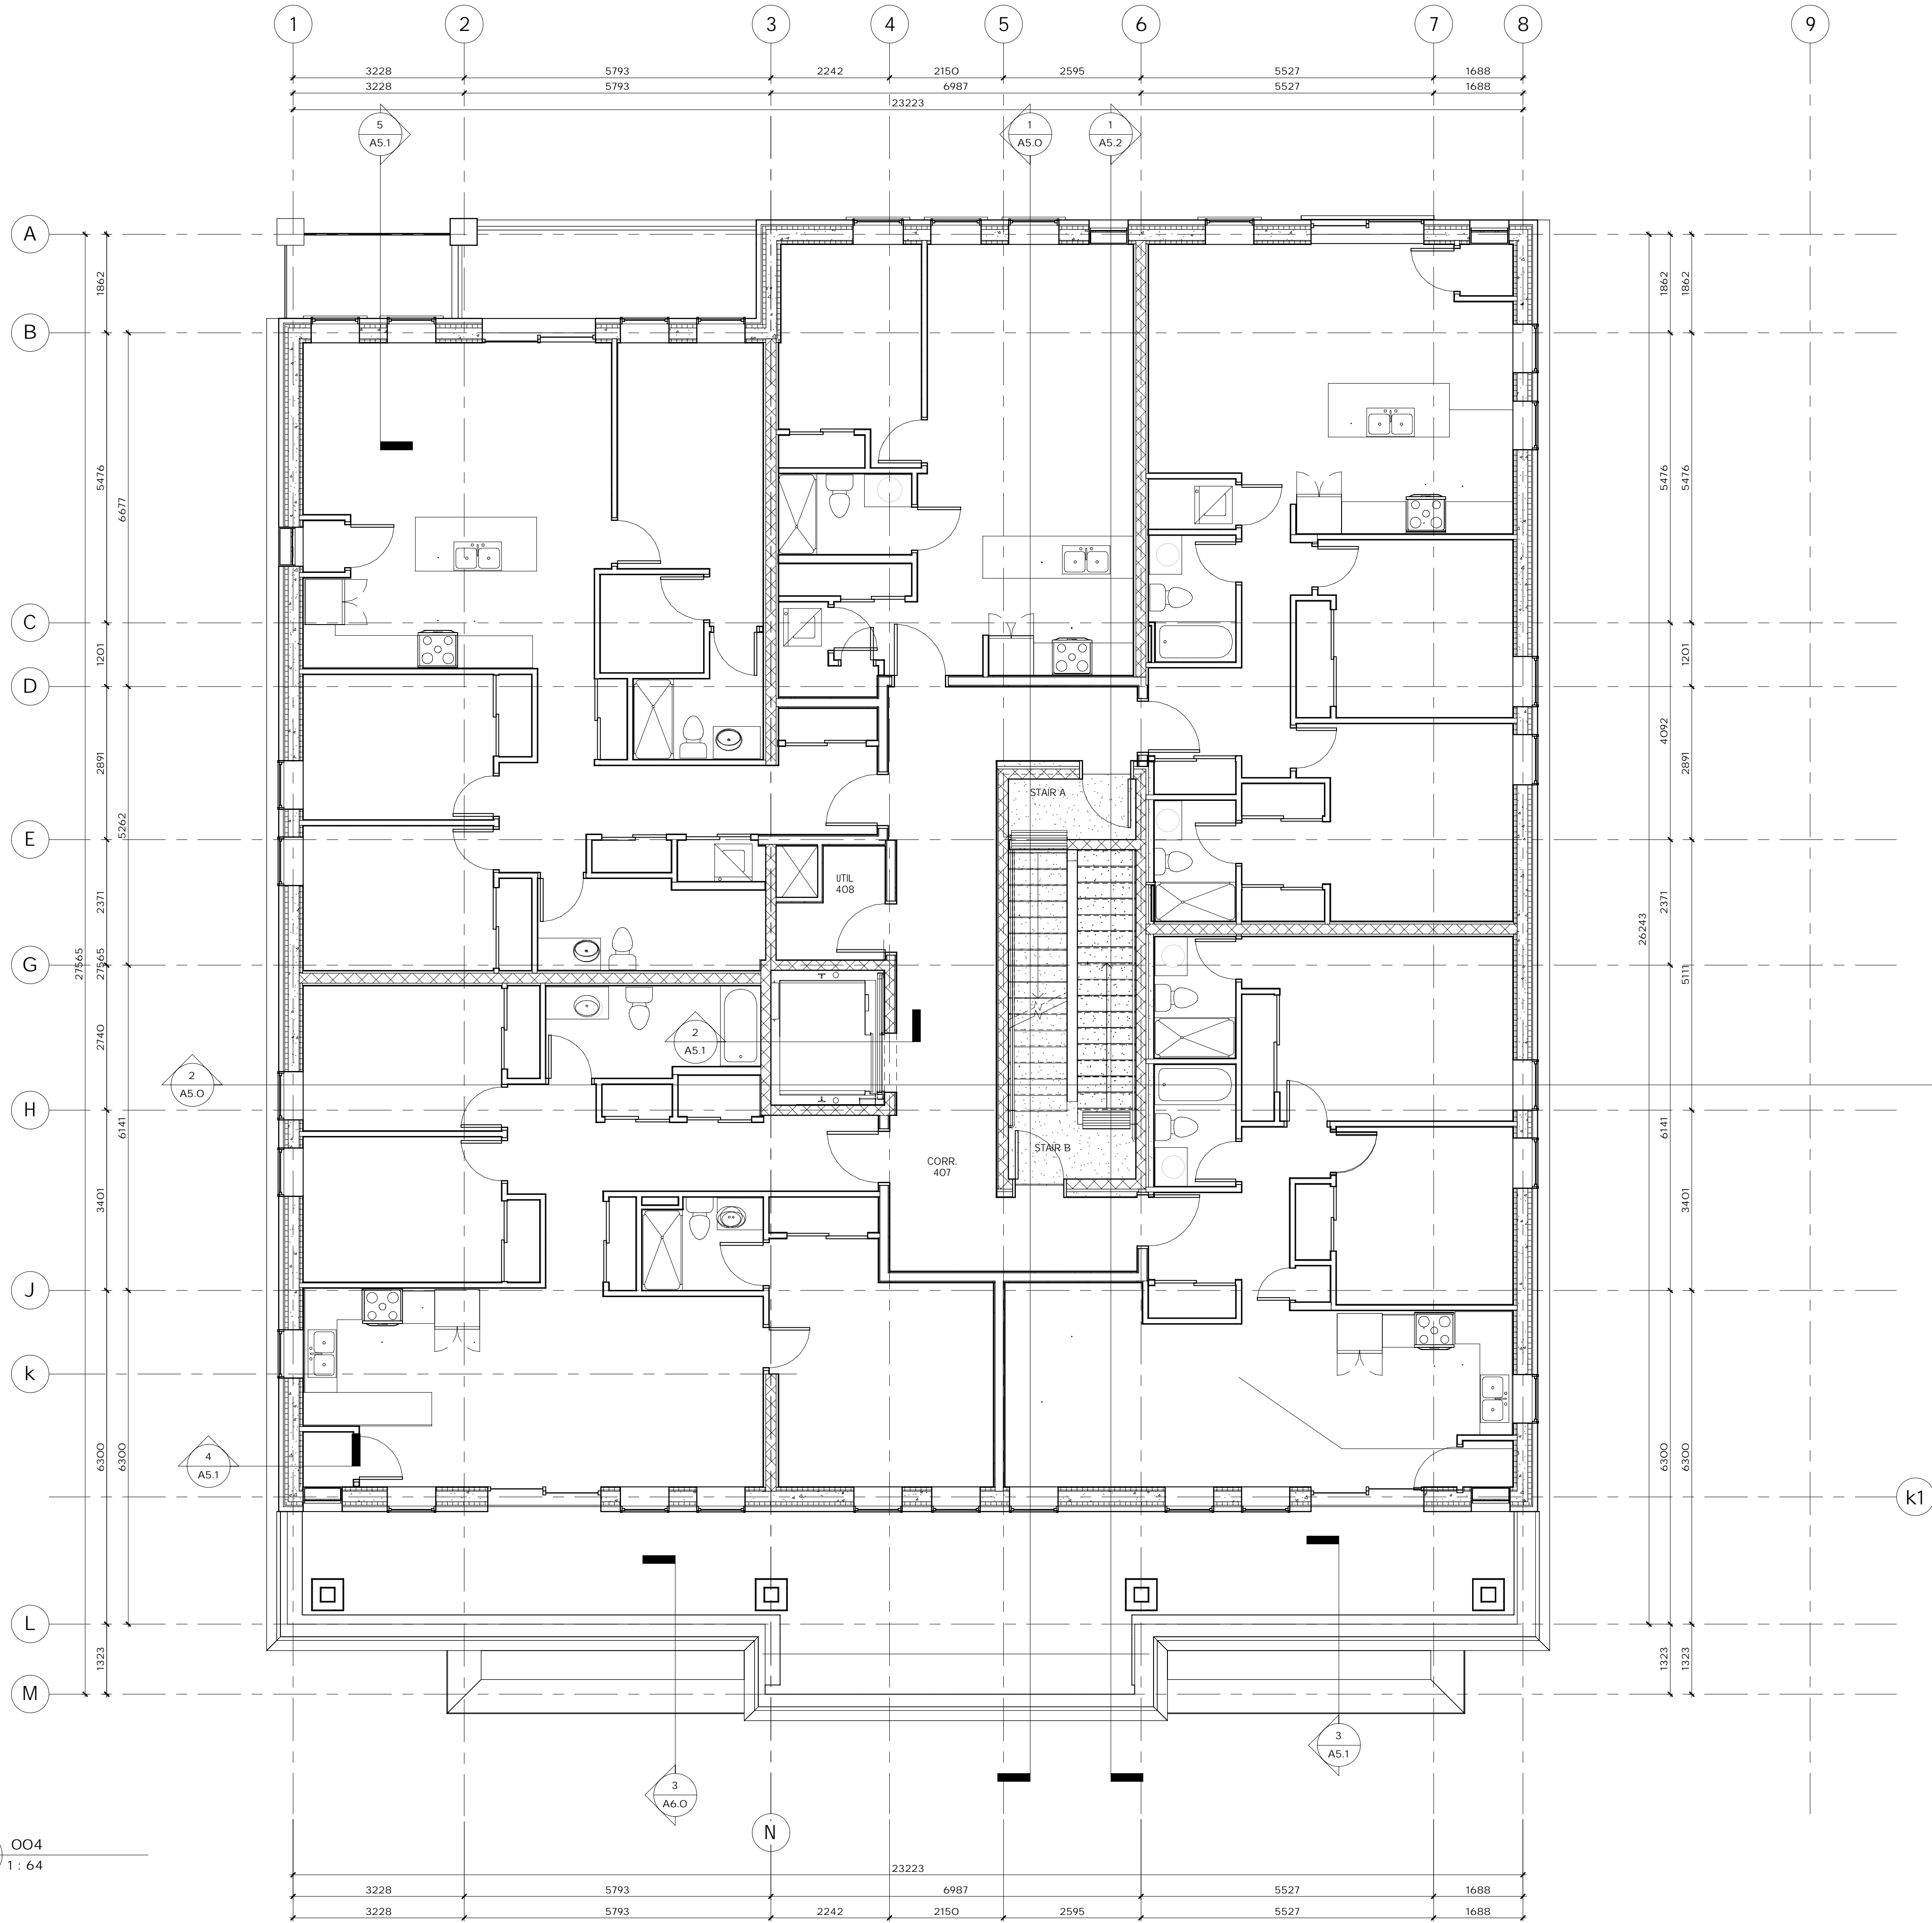 1 2 3 4 5 6 7 8 9
3228 5793 2242 2150 2595 5527 1688
3228 5793 6987 5527 1688
23223
5
A5.1
1
A5.0
1
A5.2
A
B
C
D
E
G
H
J
k
L
M
1862
5476
1201
2891
2371
2740
3401
6300
1323
6677
5262
6141
6300
27565
27565
STAIR A
UTIL
408
2
A5.1
2
A5.0
STAIR B
CORR.
407
4
A5.1
1862
5476
4092
2371
6141
6300
1323
1862
5476
1201
2891
5111
3401
6300
1323
26243
k1
3
A5.1
3
A6.0
N
004
1 : 64
23223
3228 5793 6987 5527 1688
3228 5793 2242 2150 2595 5527 1688